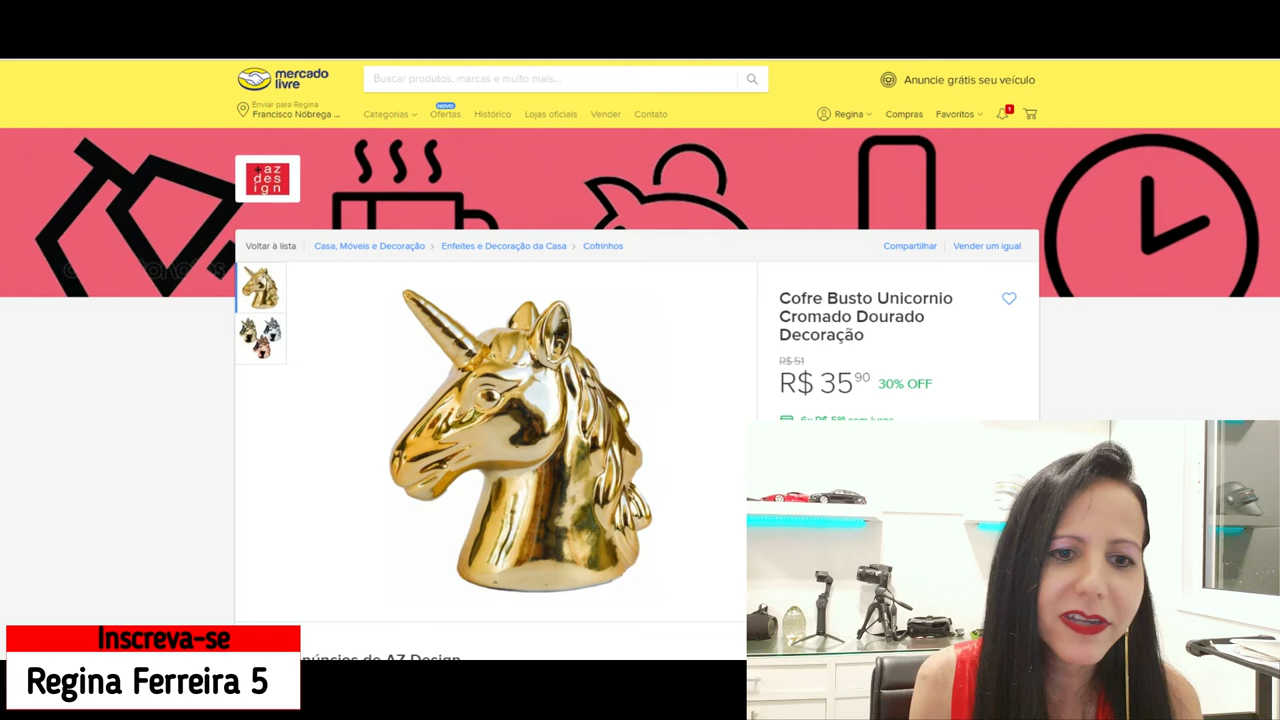 mercado
livre
Buscar produtos, marcas e muito mais...
Anuncie grátis seu veículo
Enviar para Regina
Francisco Nóbrega ...
Categorias
NOVO
Ofertas
Histórico
Lojas oficiais
Vender
Contato
Regina
Compras
Favoritos
1
+az
des
ign
Voltar à lista
Casa, Móveis e Decoração
Enfeites e Decoração da Casa
Cofrinhos
Compartilhar
Vender um igual
Cofre Busto Unicornio
Cromado Dourado
Decoração
R$ 51
R$ 35 90 30% OFF
Inscreva-se
Regina Ferreira 5